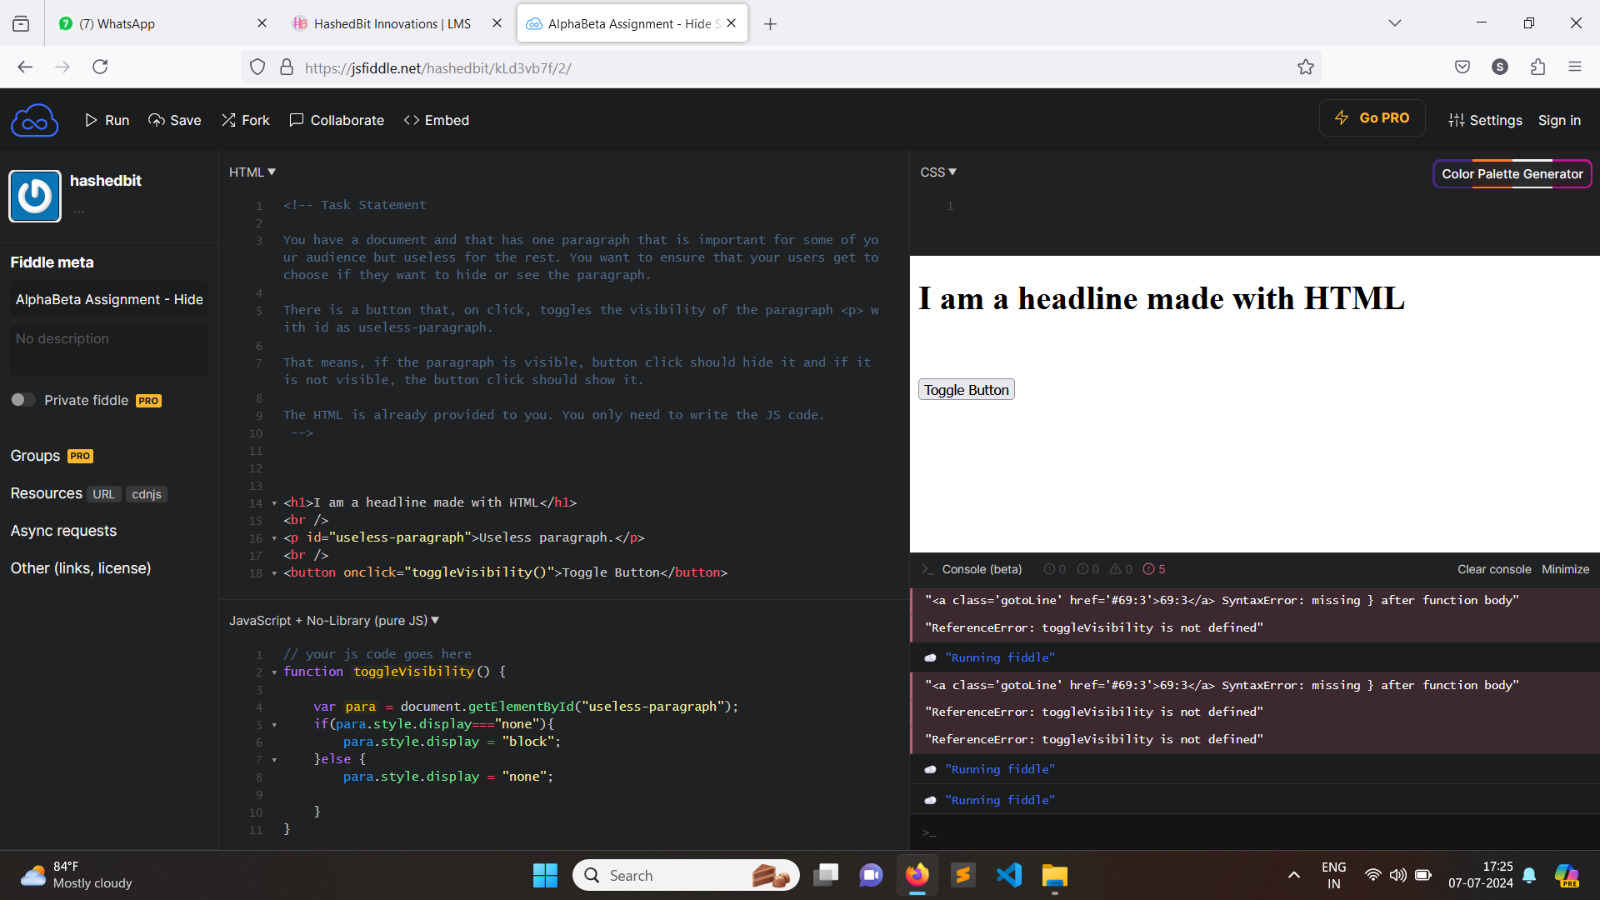 7
(7) WhatsApp
HB
HashedBit Innovations | LMS
AlphaBeta Assignment - Hide S
https://jsfiddle.net/hashedbit/kLd3vb7f/2/
S
Run
Save
Fork
Collaborate
Embed
Go PRO
Settings
Sign in
hashedbit
...
Fiddle meta
AlphaBeta Assignment - Hide
No description
Private fiddle PRO
Groups PRO
Resources URL cdnjs
Async requests
Other (links, license)
HTML▼
1 <!-- Task Statement
2
3 You have a document and that has one paragraph that is important for some of yo
ur audience but useless for the rest. You want to ensure that your users get to
choose if they want to hide or see the paragraph.
4
5 There is a button that, on click, toggles the visibility of the paragraph <p> w
ith id as useless-paragraph.
6
7 That means, if the paragraph is visible, button click should hide it and if it
is not visible, the button click should show it.
8
9 The HTML is already provided to you. You only need to write the JS code.
10 -->
11
12
13
14 <h1>I am a headline made with HTML</h1>
15 <br />
16 <p id="useless-paragraph">Useless paragraph.</p>
17 <br />
18 <button onclick="toggleVisibility()">Toggle Button</button>
JavaScript + No-Library (pure JS)▼
1 // your js code goes here
2 function toggleVisibility() {
3
4 var para = document.getElementById("useless-paragraph");
5 if(para.style.display==="none"){
6 para.style.display = "block";
7 }else {
8 para.style.display = "none";
9
10 }
11 }
CSS▼
Color Palette Generator
1
I am a headline made with HTML
Toggle Button
>_ Console (beta)
0
0
0
5
Clear console
Minimize
"<a class='gotoLine' href='#69:3'>69:3</a> SyntaxError: missing } after function body"
"ReferenceError: toggleVisibility is not defined"
"Running fiddle"
"<a class='gotoLine' href='#69:3'>69:3</a> SyntaxError: missing } after function body"
"ReferenceError: toggleVisibility is not defined"
"ReferenceError: toggleVisibility is not defined"
"Running fiddle"
"Running fiddle"
>_
84°F
Mostly cloudy
Search
ENG
IN
17:25
07-07-2024
PRE